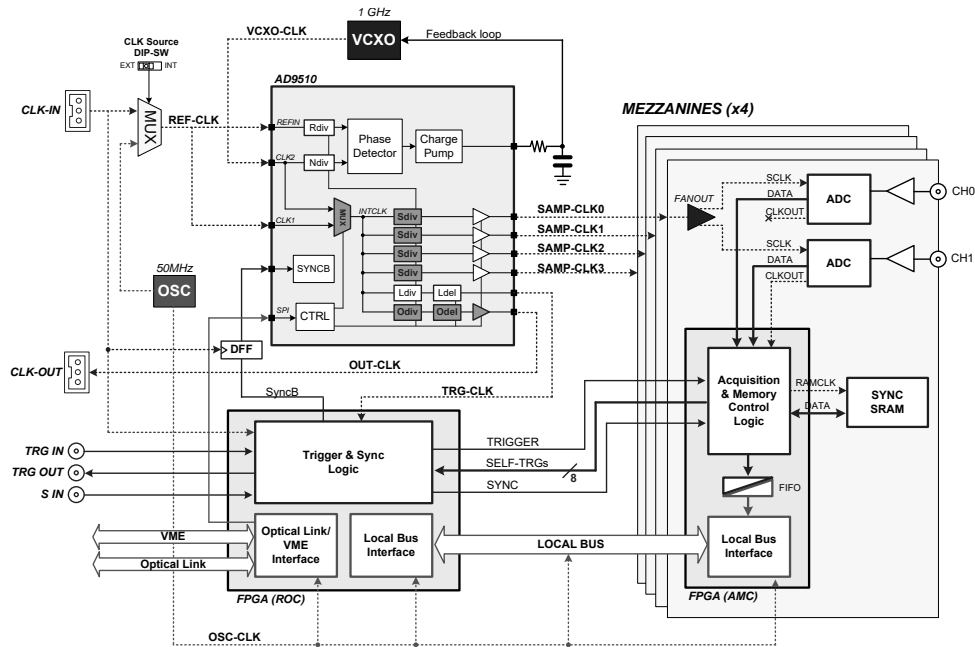 1 GHz
VCXO-CLK
VCXO
Feedback loop
CLK Source
DIP-SW
EXT
INT
CLK-IN
MUX
REF-CLK
AD9510
REFIN
Rdiv
Phase
Detector
Charge
Pump
CLK2
Ndiv
CLK1
MUX
INTCLK
Sdiv
Sdiv
Sdiv
Sdiv
Ldiv
Ldel
Odiv
Odel
SYNCB
SPI
CTRL
SAMP-CLK0
SAMP-CLK1
SAMP-CLK2
SAMP-CLK3
50MHz
OSC
DFF
CLK-OUT
OUT-CLK
SyncB
TRG-CLK
MEZZANINES (x4)
FANOUT
SCLK
DATA
CLKOUT
ADC
CH0
SCLK
DATA
CLKOUT
ADC
CH1
Acquisition
& Memory
Control
Logic
RAMCLK
DATA
SYNC
SRAM
FIFO
Local Bus
Interface
FPGA (AMC)
TRG IN
TRG OUT
S IN
Trigger & Sync
Logic
TRIGGER
SELF-TRGs
8
SYNC
VME
Optical Link
Optical Link/
VME
Interface
Local Bus
Interface
LOCAL BUS
FPGA (ROC)
OSC-CLK